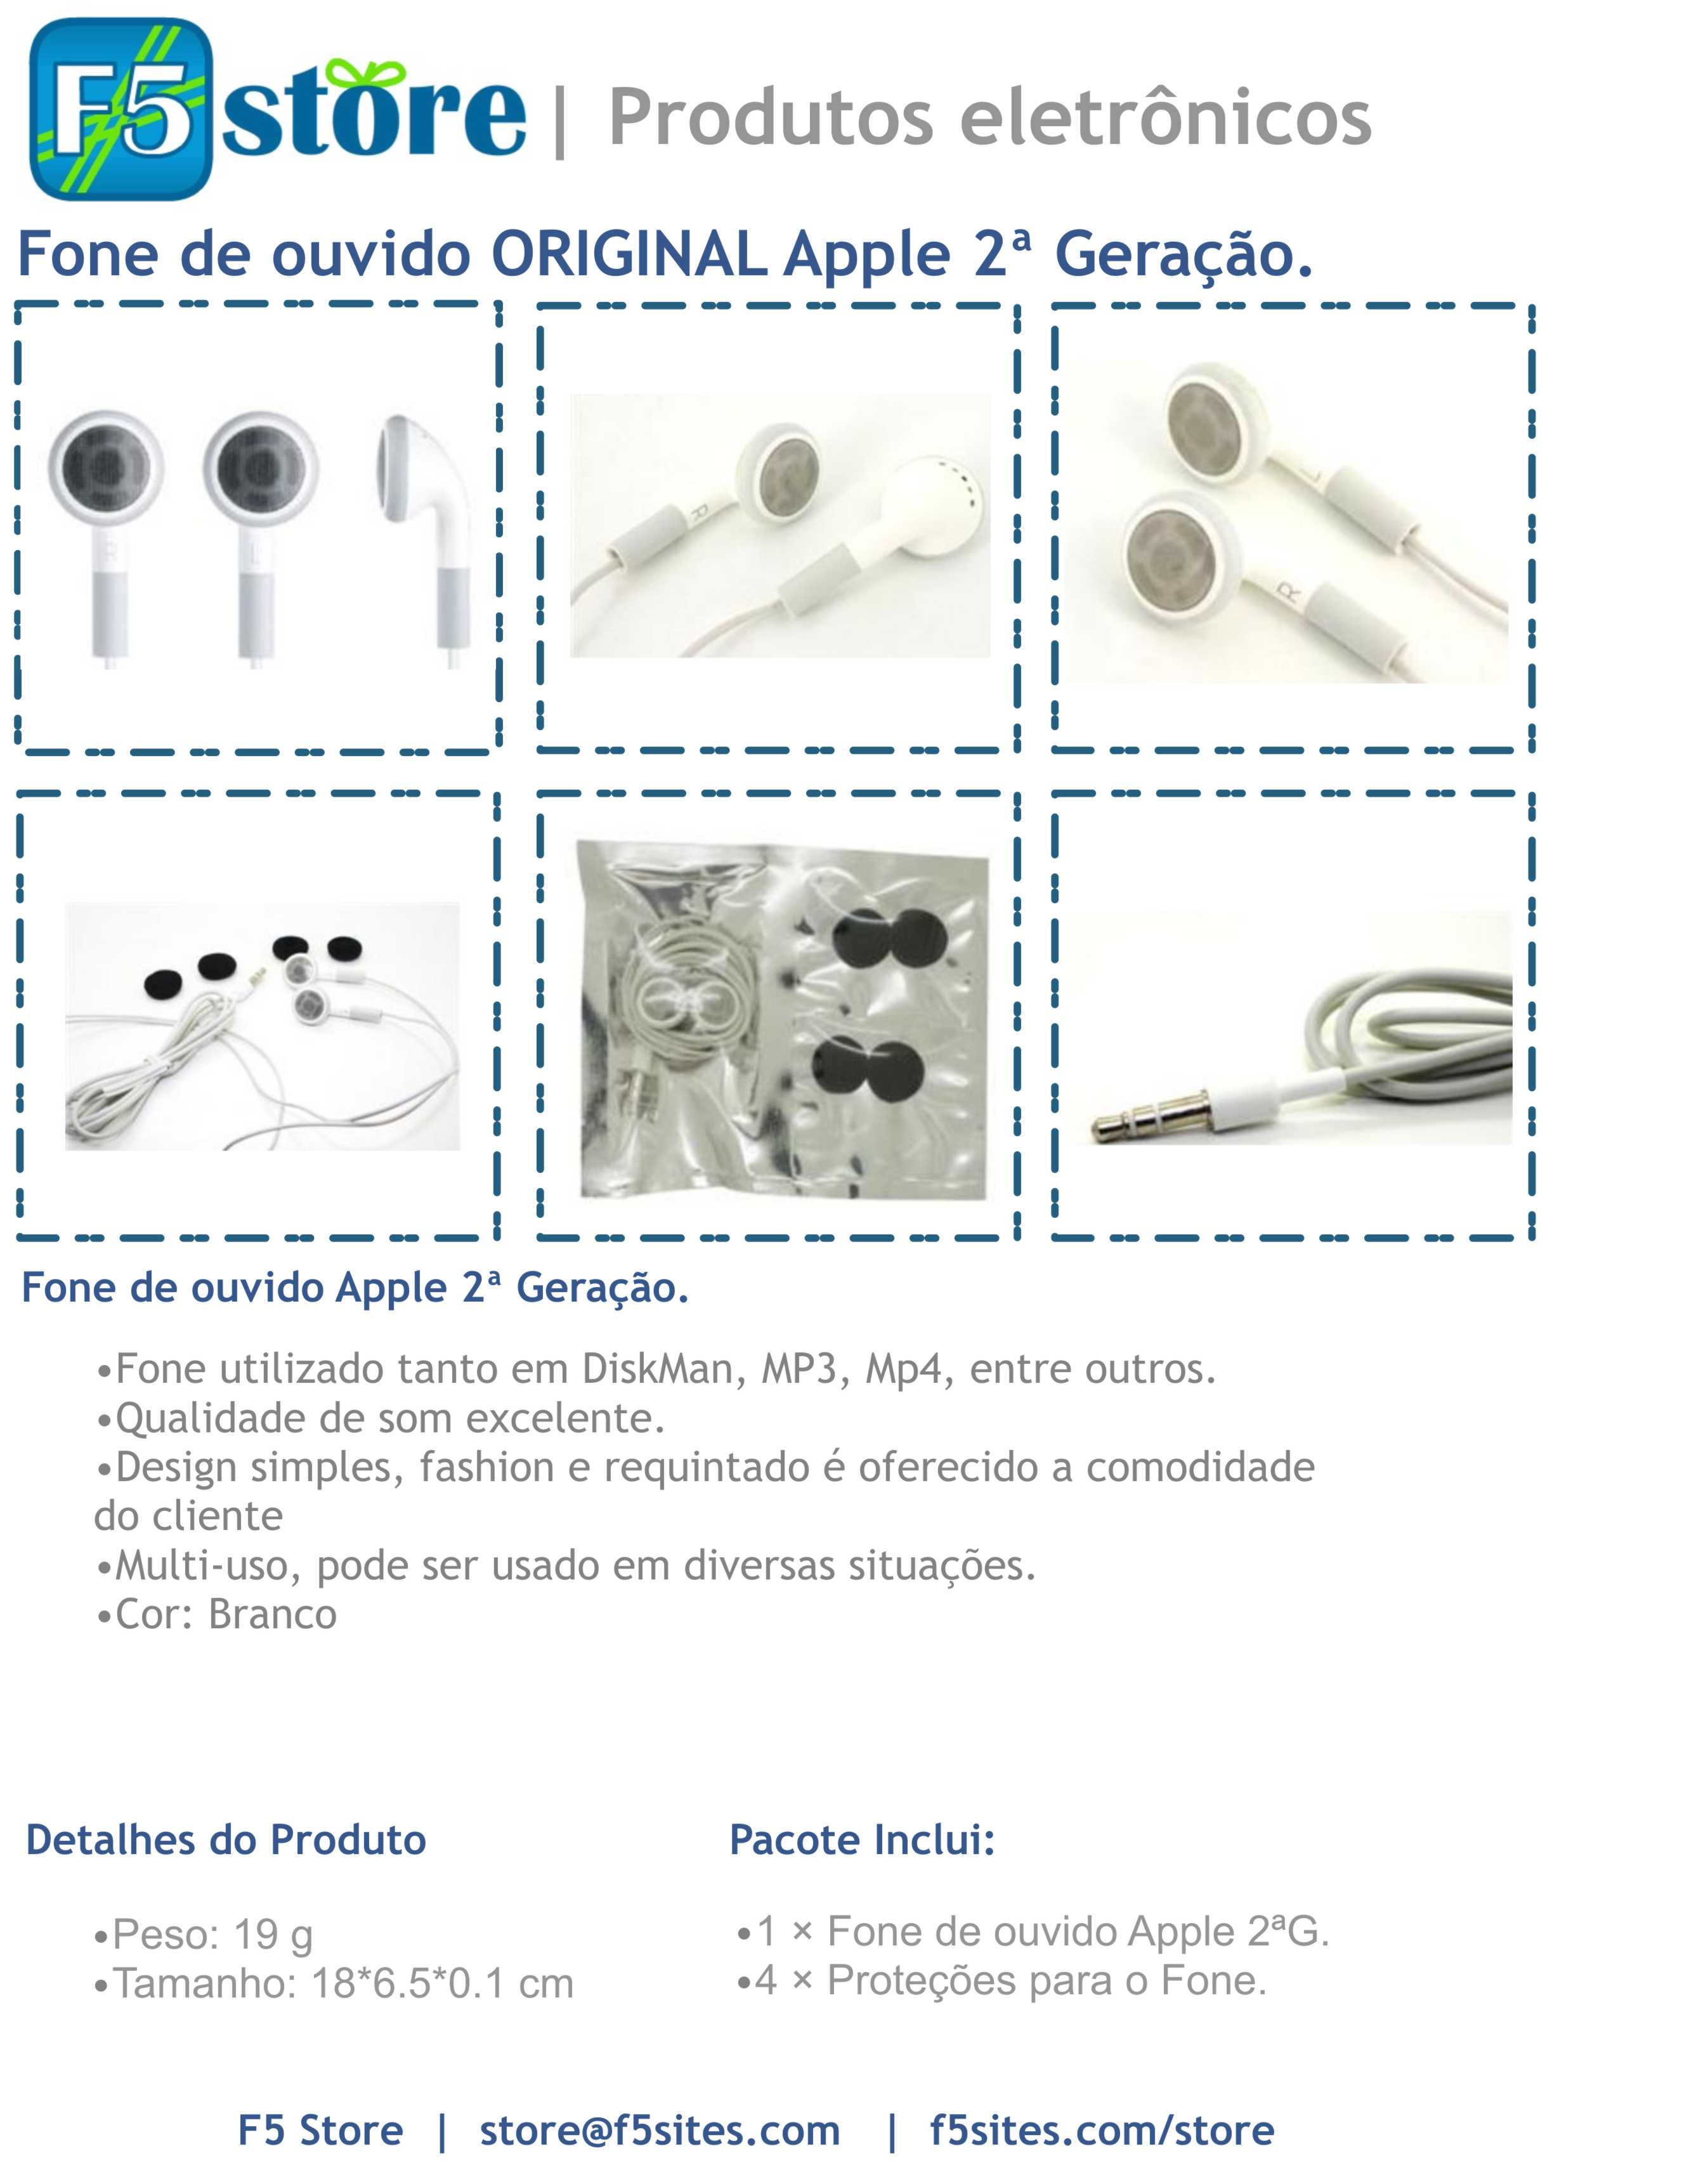 F5 store | Produtos eletrônicos
Fone de ouvido ORIGINAL Apple 2ª Geração.
R L
R
L
R
Fone de ouvido Apple 2ª Geração.
•Fone utilizado tanto em DiskMan, MP3, Mp4, entre outros.
•Qualidade de som excelente.
•Design simples, fashion e requintado é oferecido a comodidade
do cliente
•Multi-uso, pode ser usado em diversas situações.
•Cor: Branco
Detalhes do Produto
•Peso: 19 g
•Tamanho: 18*6.5*0.1 cm
Pacote Inclui:
•1 × Fone de ouvido Apple 2ªG.
•4 × Proteções para o Fone.
F5 Store | store@f5sites.com | f5sites.com/store